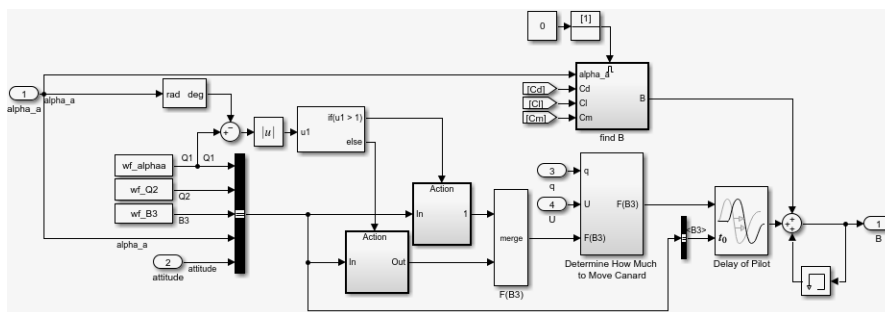 0
[1]
1
alpha_a
alpha_a
rad deg
alpha_a
Cd
Cl
Cm
B
[Cd]
[Cl]
[Cm]
find B
|u|
u1
if(u1 > 1)
else
wf_alphaa
Q1
Q1
wf_Q2
Q2
wf_B3
B3
alpha_a
2
attitude
attitude
Action
In
1
Action
In
Out
merge
F(B3)
3
q
4
U
q
U
F(B3)
F(B3)
Determine How Much
to Move Canard
<B3>
t0
Delay of Pilot
+
+
+
1
B